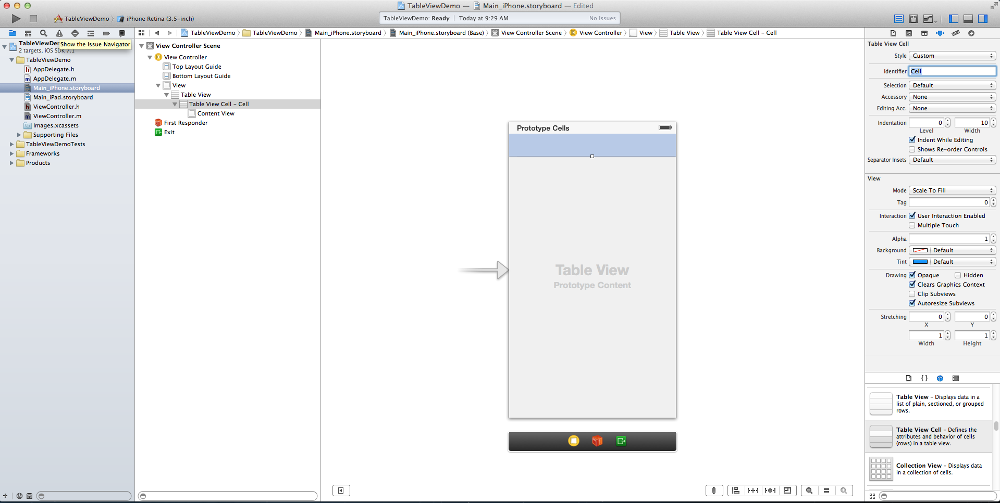 TableViewDemo — Main_iPhone.storyboard — Edited
TableViewDemo iPhone Retina (3.5-inch)
TableViewDemo: Ready Today at 9:29 AM No Issues
TableViewDemo TableViewDemo Main_iPhone.storyboard Main_iPhone.storyboard (Base) View Controller Scene View Controller View Table View Table View Cell - Cell
TableViewDer
Show the Issue Navigator
2 targets, iOS SDK 7.1
TableViewDemo
AppDelegate.h
AppDelegate.m
Main_iPhone.storyboard
Main_iPad.storyboard
ViewController.h
ViewController.m
Images.xcassets
Supporting Files
TableViewDemoTests
Frameworks
Products
View Controller Scene
View Controller
Top Layout Guide
Bottom Layout Guide
View
Table View
Table View Cell - Cell
Content View
First Responder
Exit
Prototype Cells
Table View
Prototype Content
Table View Cell
Style Custom
Identifier Cell
Selection Default
Accessory None
Editing Acc. None
Indentation 0 10
Level Width
Indent While Editing
Shows Re-order Controls
Separator Insets Default
View
Mode Scale To Fill
Tag 0
Interaction User Interaction Enabled
Multiple Touch
Alpha 1
Background Default
Tint Default
Drawing Opaque Hidden
Clears Graphics Context
Clip Subviews
Autoresize Subviews
Stretching 0 0
X Y
1 1
Width Height
Table View - Displays data in a
list of plain, sectioned, or grouped
rows.
Table View Cell - Defines the
attributes and behavior of cells
(rows) in a table view.
Collection View - Displays data
in a collection of cells.